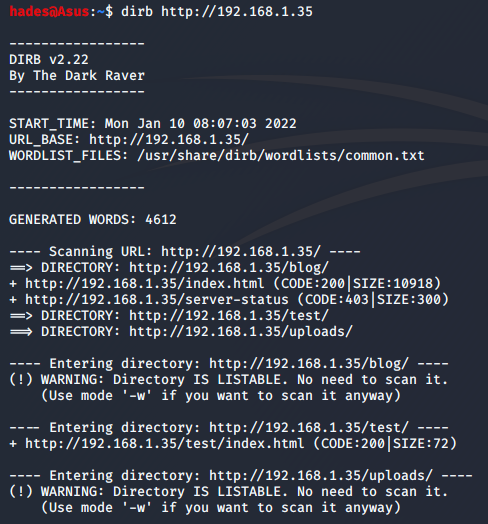 hades@Asus:~$ dirb http://192.168.1.35
-----------------
DIRB v2.22
By The Dark Raver
-----------------
START_TIME: Mon Jan 10 08:07:03 2022
URL_BASE: http://192.168.1.35/
WORDLIST_FILES: /usr/share/dirb/wordlists/common.txt
-----------------
GENERATED WORDS: 4612
---- Scanning URL: http://192.168.1.35/ ----
==> DIRECTORY: http://192.168.1.35/blog/
+ http://192.168.1.35/index.html (CODE:200|SIZE:10918)
+ http://192.168.1.35/server-status (CODE:403|SIZE:300)
==> DIRECTORY: http://192.168.1.35/test/
==> DIRECTORY: http://192.168.1.35/uploads/
---- Entering directory: http://192.168.1.35/blog/ ----
(!) WARNING: Directory IS LISTABLE. No need to scan it.
(Use mode '-w' if you want to scan it anyway)
---- Entering directory: http://192.168.1.35/test/ ----
+ http://192.168.1.35/test/index.html (CODE:200|SIZE:72)
---- Entering directory: http://192.168.1.35/uploads/ ----
(!) WARNING: Directory IS LISTABLE. No need to scan it.
(Use mode '-w' if you want to scan it anyway)